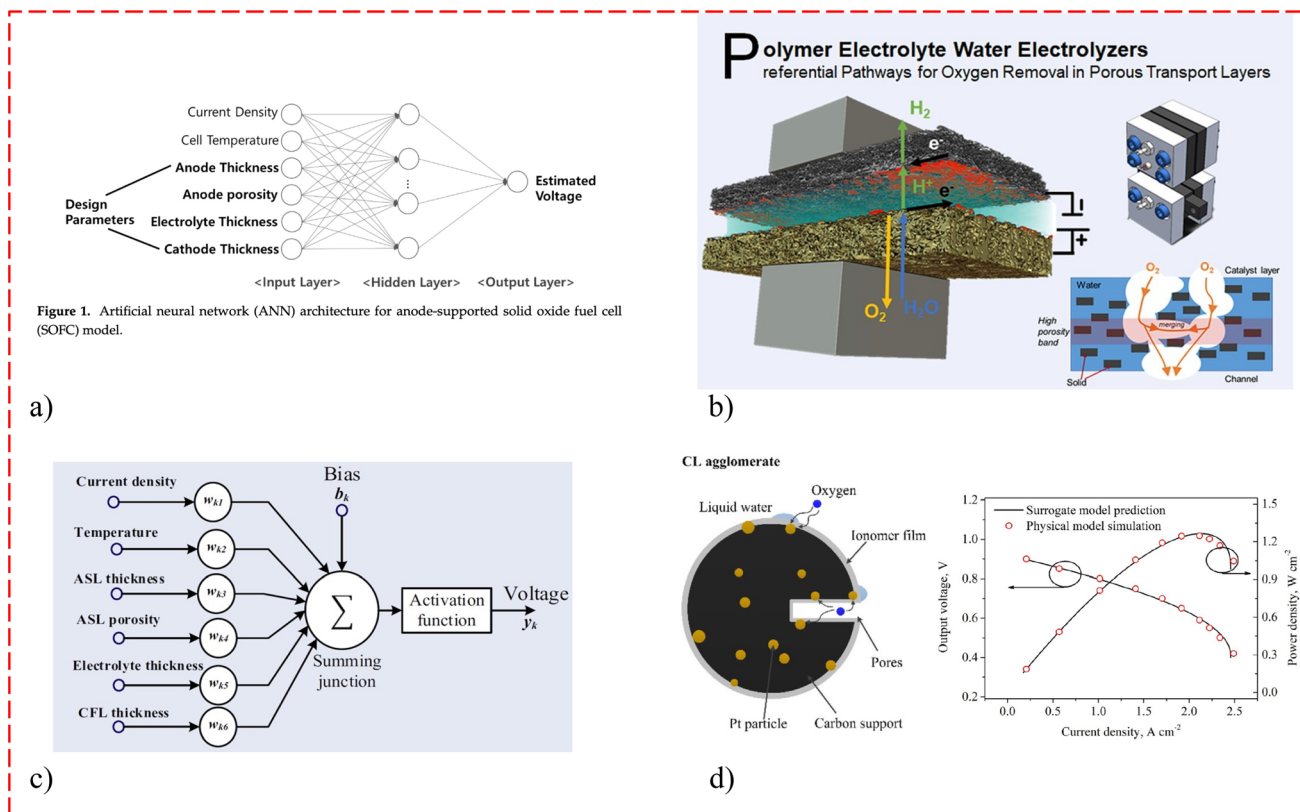 Current Density
Cell Temperature
Anode Thickness
Anode porosity
Electrolyte Thickness
Cathode Thickness
Design
Parameters
Estimated
Voltage
<Input Layer> <Hidden Layer> <Output Layer>
Figure 1. Artificial neural network (ANN) architecture for anode-supported solid oxide fuel cell
(SOFC) model.
a)
Polymer Electrolyte Water Electrolyzers
referential Pathways for Oxygen Removal in Porous Transport Layers
H2
e-
H+
e-
O2
H2O
I
+
O2
O2
Catalyst layer
Water
High
porosity
band
merging
Solid
Channel
b)
Current density
wk1
Temperature
wk2
ASL thickness
wk3
ASL porosity
wk4
Electrolyte thickness
wk5
CFL thickness
wk6
Bias
bk
Σ
Summing
junction
Activation
function
Voltage
yk
c)
CL agglomerate
Liquid water
Oxygen
Ionomer film
Pores
Pt particle
Carbon support
Output voltage, V
1.2
1.0
0.8
0.6
0.4
0.2
Surrogate model prediction
Physical model simulation
1.5
1.2
0.9
0.6
0.3
0.0
Power density, W cm-2
0.0 0.5 1.0 1.5 2.0 2.5
Current density, A cm-2
d)